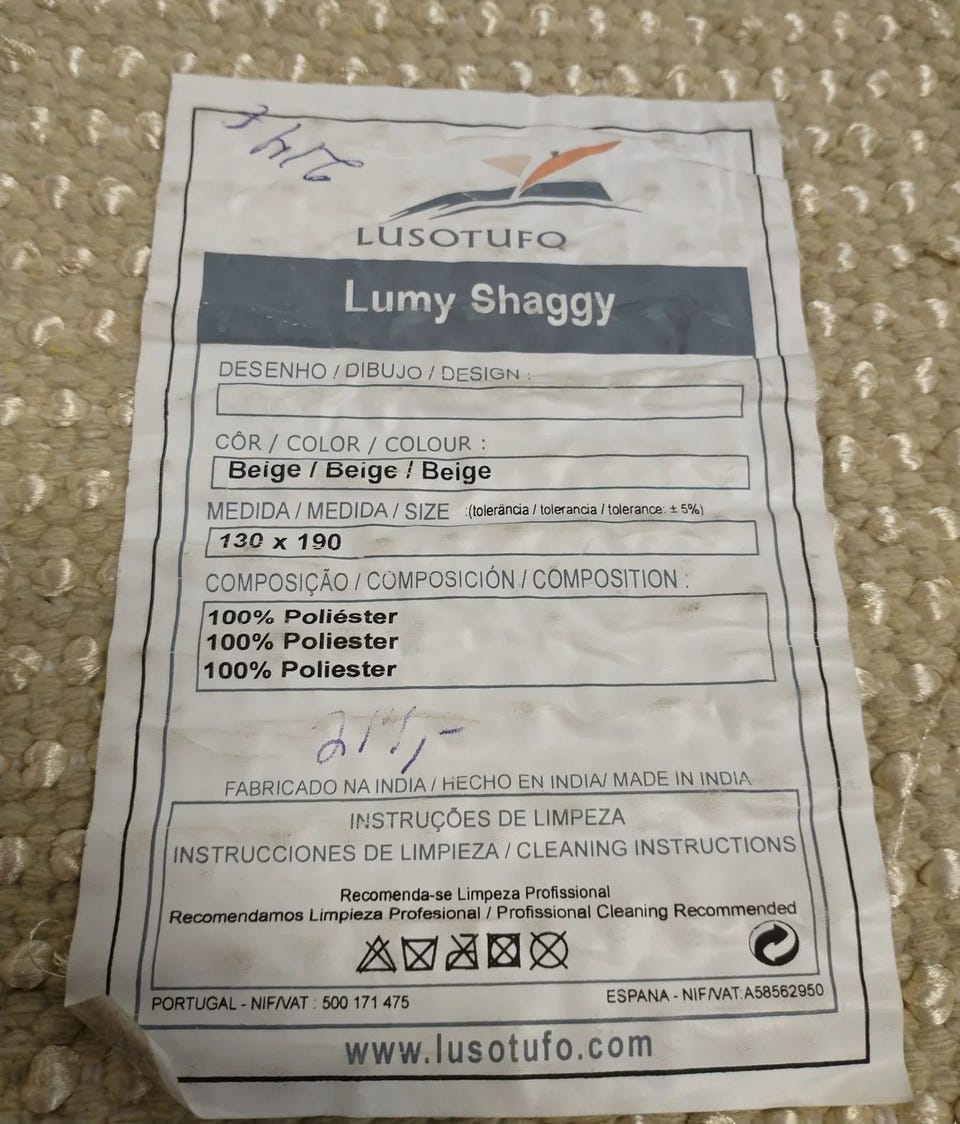 LUSOTUFO
Lumy Shaggy
DESENHO / DIBUJO / DESIGN :
CÔR / COLOR / COLOUR :
Beige / Beige / Beige
MEDIDA / MEDIDA / SIZE :(tolerância / tolerancia / tolerance: ± 5%)
130 x 190
COMPOSIÇÃO / COMPOSICIÓN / COMPOSITION :
100% Poliéster
100% Poliester
100% Poliester
FABRICADO NA INDIA / HECHO EN INDIA/ MADE IN INDIA
INSTRUÇÕES DE LIMPEZA
INSTRUCCIONES DE LIMPIEZA / CLEANING INSTRUCTIONS
Recomenda-se Limpeza Profissional
Recomendamos Limpieza Profesional / Profissional Cleaning Recommended
PORTUGAL - NIF/VAT : 500 171 475
ESPANA - NIF/VAT:A58562950
www.lusotufo.com